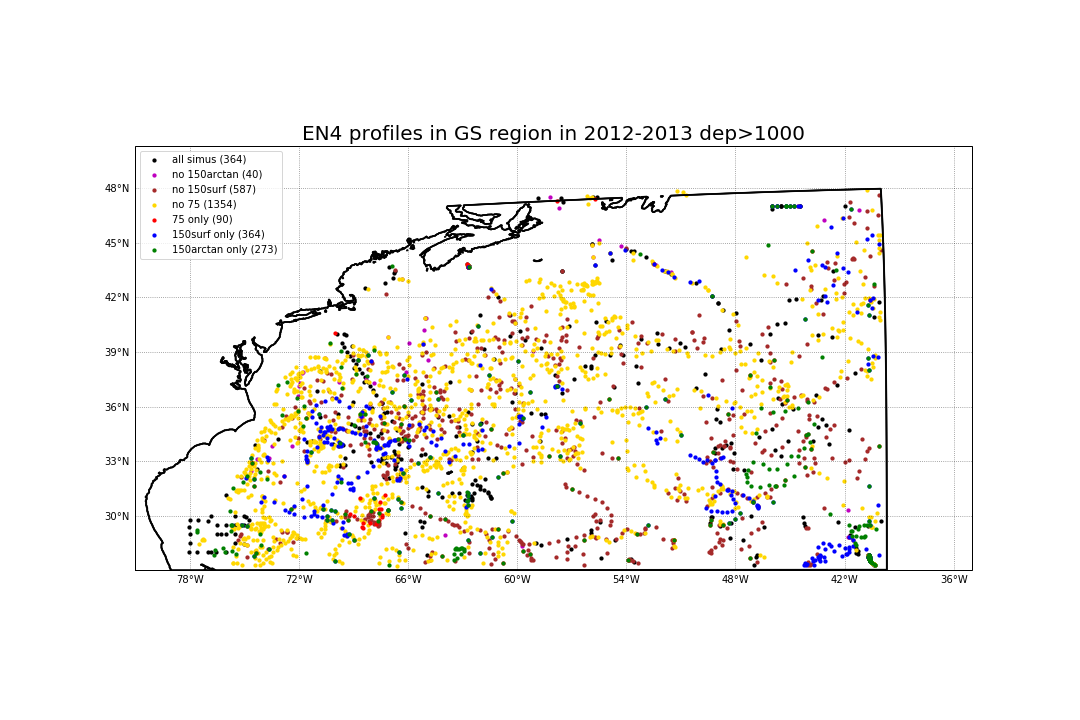 EN4 profiles in GS region in 2012-2013 dep>1000
all simus (364)
no 150arctan (40)
no 150surf (587)
no 75 (1354)
75 only (90)
150surf only (364)
150arctan only (273)
48°N
45°N
42°N
39°N
36°N
33°N
30°N
78°W 72°W 66°W 60°W 54°W 48°W 42°W 36°W